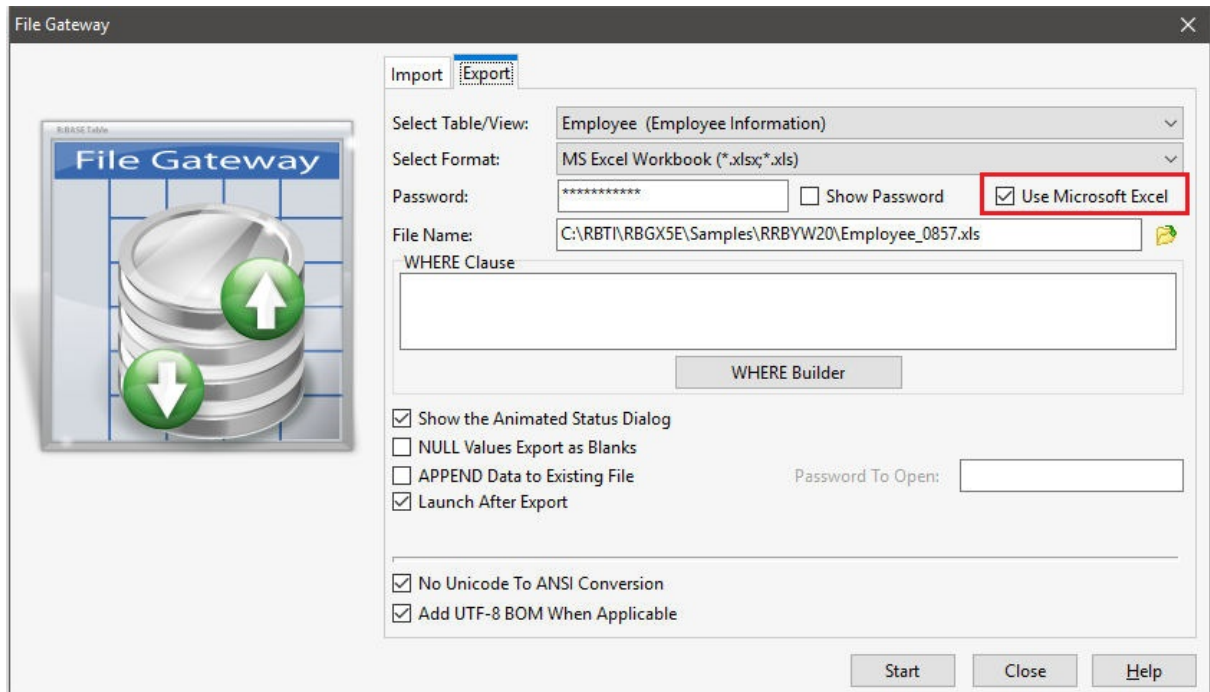 File Gateway
Import Export
R:BASE Table
File Gateway
Select Table/View: Employee (Employee Information)
Select Format: MS Excel Workbook (*.xlsx;*.xls)
Password: *********** Show Password Use Microsoft Excel
File Name: C:\RBTI\RBGX5E\Samples\RRBYW20\Employee_0857.xls
WHERE Clause
WHERE Builder
Show the Animated Status Dialog
NULL Values Export as Blanks
APPEND Data to Existing File Password To Open:
Launch After Export
No Unicode To ANSI Conversion
Add UTF-8 BOM When Applicable
Start Close Help